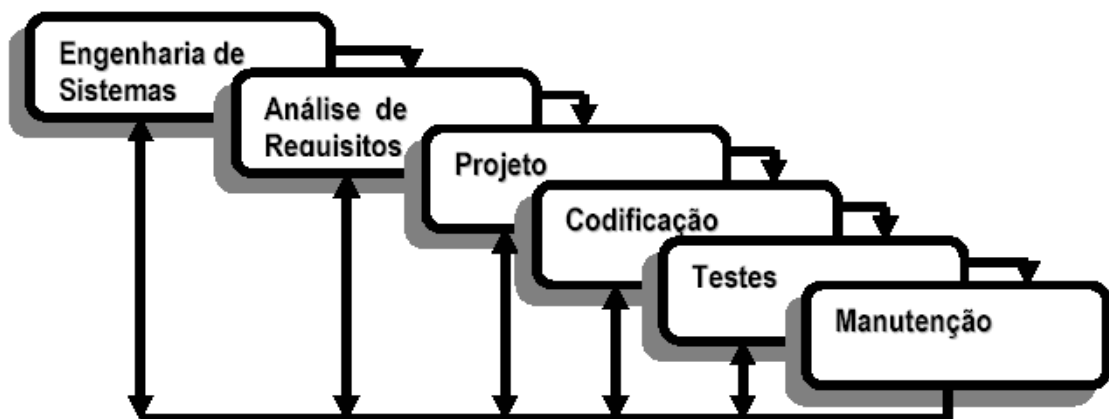 Engenharia de
Sistemas
Análise de
Requisitos
Projeto
Codificação
Testes
Manutenção